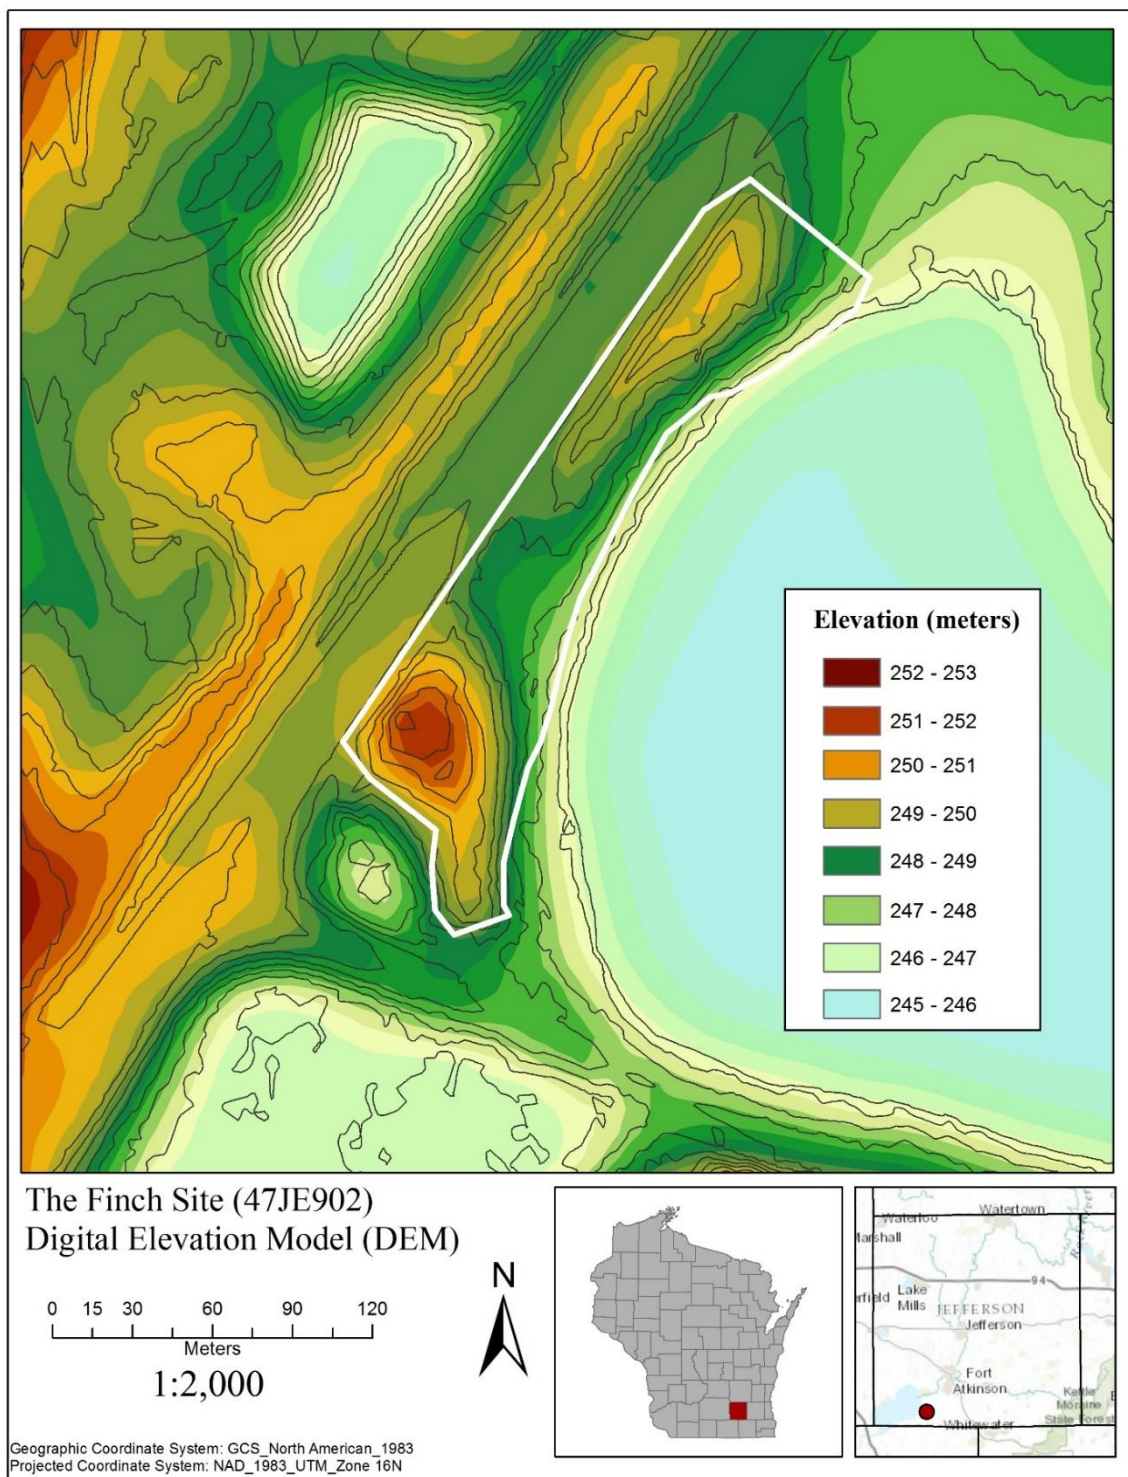 Elevation (meters)
252 - 253
251 - 252
250 - 251
249 - 250
248 - 249
247 - 248
246 - 247
245 - 246
The Finch Site (47JE902)
Digital Elevation Model (DEM)
0 15 30 60 90 120
Meters
1:2,000
N
Geographic Coordinate System: GCS_North American_1983
Projected Coordinate System: NAD_1983_UTM_Zone 16N
Waterloo
Watertown
Marshall
94
erfield
Lake
Mills
JEFFERSON
Jefferson
Fort
Atkinson
Kettle
Moraine
State Forest
Whitewater